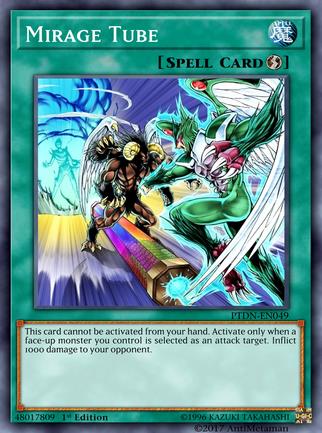 Mirage Tube
[Spell Card]
PTDN-EN049
This card cannot be activated from your hand. Activate only when a
face-up monster you control is selected as an attack target. Inflict
1000 damage to your opponent.
48017809 1st Edition ©1996 KAZUKI TAKAHASHI
©2017 AntiMetaman